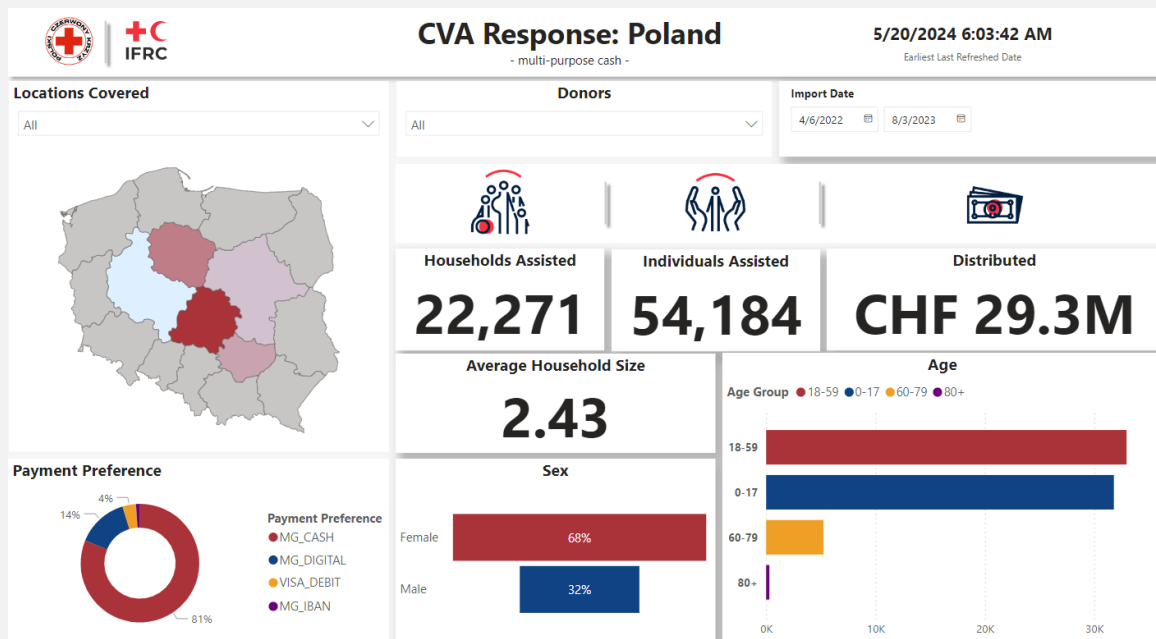 POLSKI CZERWONY KRZYŻ
IFRC
CVA Response: Poland
- multi-purpose cash -
5/20/2024 6:03:42 AM
Earliest Last Refreshed Date
Locations Covered
All
Donors
All
Import Date
4/6/2022
8/3/2023
Households Assisted
22,271
Individuals Assisted
54,184
Distributed
CHF 29.3M
Average Household Size
2.43
Payment Preference
4%
14%
81%
Payment Preference
MG_CASH
MG_DIGITAL
VISA_DEBIT
MG_IBAN
Sex
Female
68%
Male
32%
Age
Age Group 18-59 0-17 60-79 80+
18-59
0-17
60-79
80+
0K 10K 20K 30K